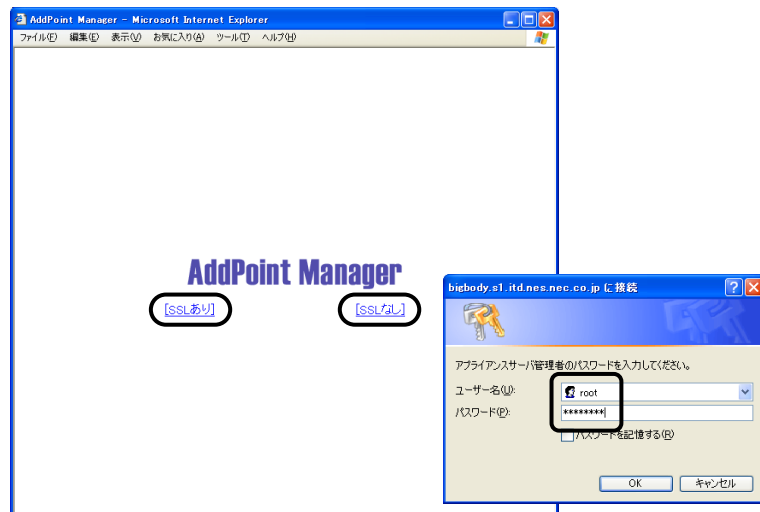 AddPoint Manager - Microsoft Internet Explorer
ファイル(F) 編集(E) 表示(V) お気に入り(A) ツール(T) ヘルプ(H)
AddPoint Manager
[SSLあり] [SSLなし]
bigbody.s1.itd.nes.nec.co.jp に接続
アプライアンスサーバ管理者のパスワードを入力してください。
ユーザー名(U): root
パスワード(P): ********
パスワードを記憶する(R)
OK キャンセル